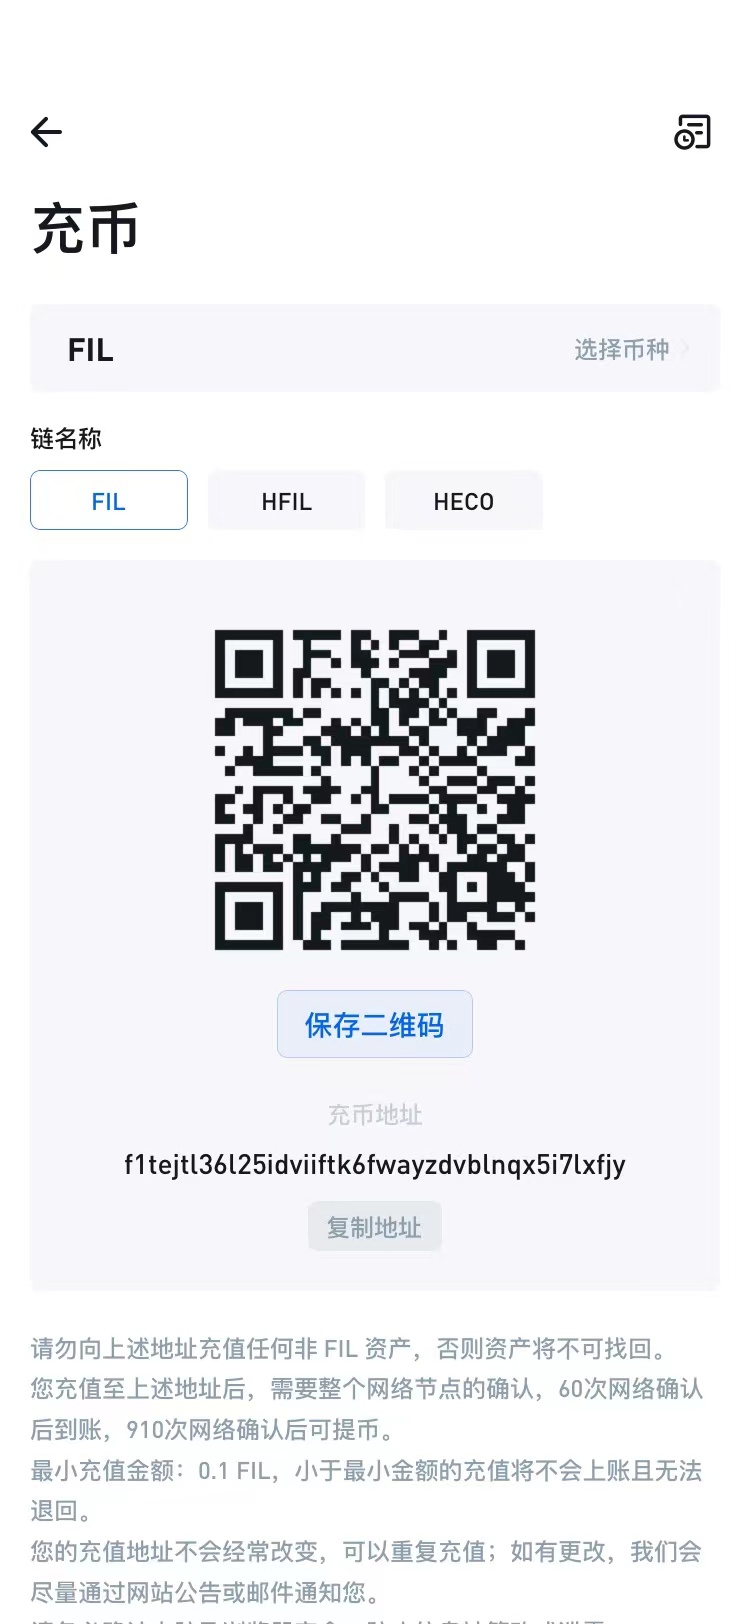 充币
FIL
选择币种
链名称
FIL
HFIL
HECO
保存二维码
充币地址
f1tejtl36l25idviiftk6fwayzdvblnqx5i7lxfjy
复制地址
请勿向上述地址充值任何非 FIL 资产，否则资产将不可找回。
您充值至上述地址后，需要整个网络节点的确认，60次网络确认
后到账，910次网络确认后可提币。
最小充值金额：0.1 FIL，小于最小金额的充值将不会上账且无法
退回。
您的充值地址不会经常改变，可以重复充值；如有更改，我们会
尽量通过网站公告或邮件通知您。